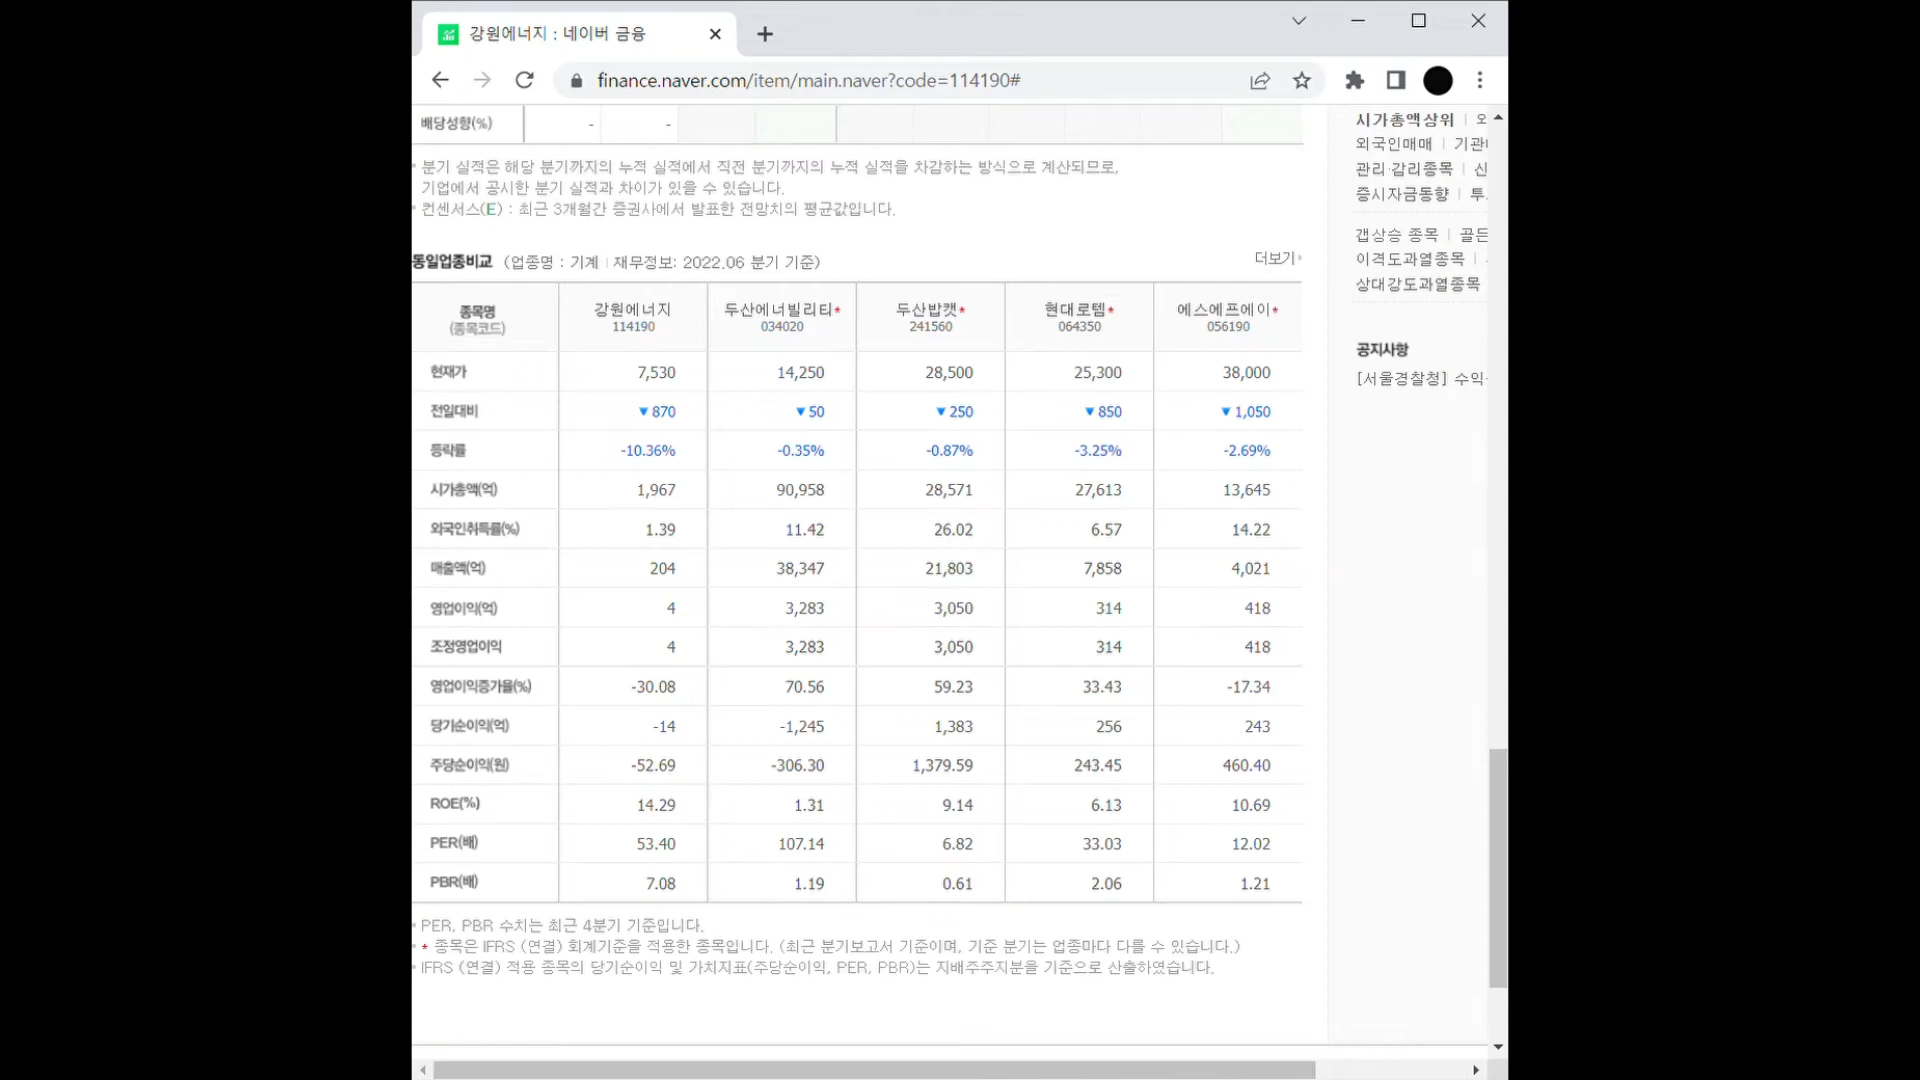 강원에너지 : 네이버 금융
finance.naver.com/item/main.naver?code=114190#
배당성향(%) - -
분기 실적은 해당 분기까지의 누적 실적에서 직전 분기까지의 누적 실적을 차감하는 방식으로 계산되므로,
기업에서 공시한 분기 실적과 차이가 있을 수 있습니다.
컨센서스(E) : 최근 3개월간 증권사에서 발표한 전망치의 평균값입니다.
동일업종비교 (업종명 : 기계 | 재무정보: 2022.06 분기 기준) 더보기
종목명 강원에너지 두산에너빌리티* 두산밥캣* 현대로템* 에스에프에이*
(종목코드) 114190 034020 241560 064350 056190
현재가 7,530 14,250 28,500 25,300 38,000
전일대비 ▼870 ▼50 ▼250 ▼850 ▼1,050
등락률 -10.36% -0.35% -0.87% -3.25% -2.69%
시가총액(억) 1,967 90,958 28,571 27,613 13,645
외국인취득률(%) 1.39 11.42 26.02 6.57 14.22
매출액(억) 204 38,347 21,803 7,858 4,021
영업이익(억) 4 3,283 3,050 314 418
조정영업이익 4 3,283 3,050 314 418
영업이익증가율(%) -30.08 70.56 59.23 33.43 -17.34
당기순이익(억) -14 -1,245 1,383 256 243
주당순이익(원) -52.69 -306.30 1,379.59 243.45 460.40
ROE(%) 14.29 1.31 9.14 6.13 10.69
PER(배) 53.40 107.14 6.82 33.03 12.02
PBR(배) 7.08 1.19 0.61 2.06 1.21
PER, PBR 수치는 최근 4분기 기준입니다.
* 종목은 IFRS (연결) 회계기준을 적용한 종목입니다. (최근 분기보고서 기준이며, 기준 분기는 업종마다 다를 수 있습니다.)
IFRS (연결) 적용 종목의 당기순이익 및 가치지표(주당순이익, PER, PBR)는 지배주주지분을 기준으로 산출하였습니다.
시가총액상위 |
외국인매매 | 기관
관리·감리종목 | 신
증시자금동향 | 투
갭상승 종목 | 골든
이격도과열종목 |
상대강도과열종목
공지사항
[서울경찰청] 수익